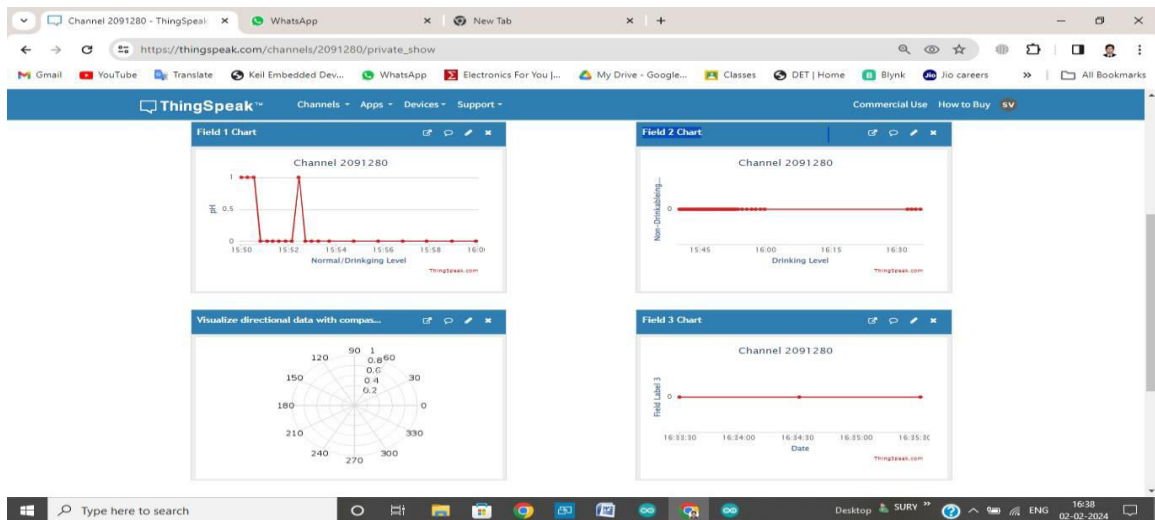 Channel 2091280 - ThingSpeak
WhatsApp
New Tab
https://thingspeak.com/channels/2091280/private_show
Gmail YouTube Translate Keil Embedded Dev... WhatsApp Electronics For You |... My Drive - Google... Classes DET | Home Blynk Jio careers » All Bookmarks
ThingSpeak™ Channels Apps Devices Support Commercial Use How to Buy SV
Field 1 Chart
Channel 2091280
pH
1
0.5
0
15:50 15:52 15:54 15:56 15:58 16:0
Normal/Drinkging Level
ThingSpeak.com
Field 2 Chart
Channel 2091280
Non-Drinkableing...
0
15:45 16:00 16:15 16:30
Drinking Level
ThingSpeak.com
Visualize directional data with compas...
90 1
120 0.8 60
0.6
150 0.4 30
0.2
180 0
210 330
240 300
270
Field 3 Chart
Channel 2091280
Field Label 3
0
16:33:30 16:34:00 16:34:30 16:35:00 16:35:3
Date
ThingSpeak.com
Type here to search
Desktop SURY » ENG
16:38
02-02-2024